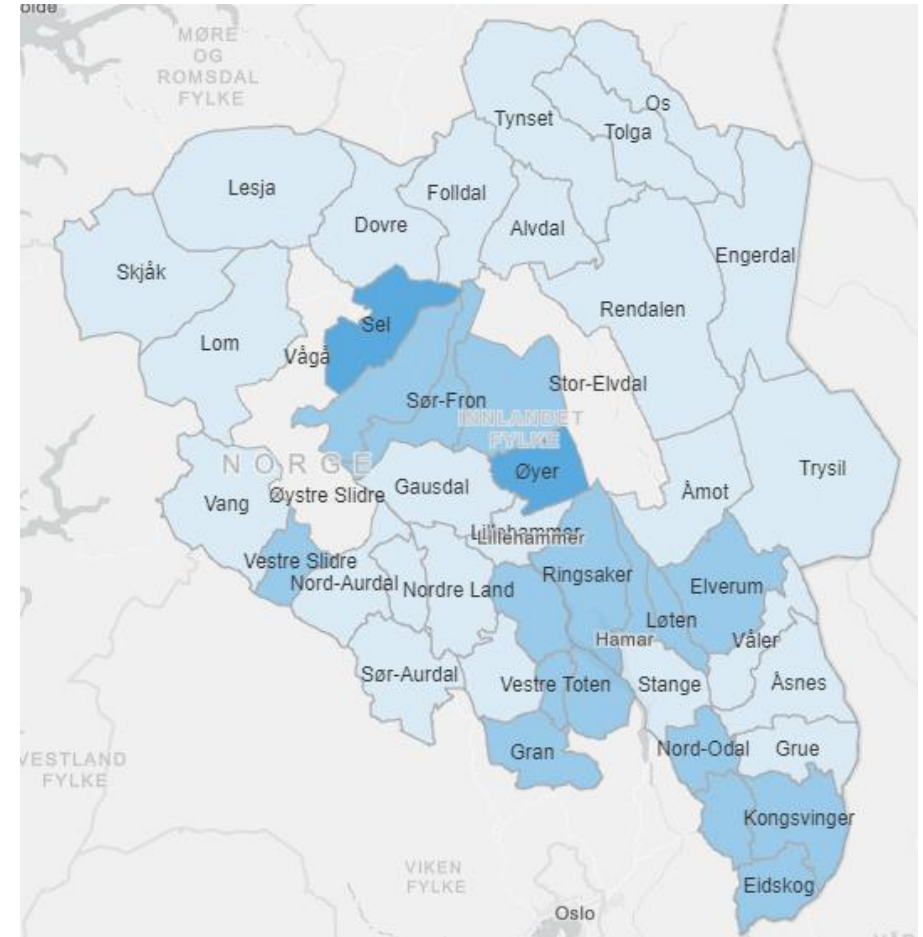 MØRE
OG
ROMSDAL
FYLKE
Os
Tynset
Tolga
Lesja
Folldal
Dovre
Alvdal
Engerdal
Skjåk
Rendalen
Sel
Lom
Vågå
Stor-Elvdal
Sør-Fron
INNLANDET
FYLKE
NORGE
Øyer
Trysil
Gausdal
Åmot
Vang
Øystre Slidre
Lillehammer
Lillehammer
Vestre Slidre
Ringsaker
Nord-Aurdal
Nordre Land
Elverum
Løten
Hamar
Våler
Sør-Aurdal
Vestre Toten
Stange
Åsnes
Gran
Nord-Odal
Grue
VESTLAND
FYLKE
Kongsvinger
VIKEN
FYLKE
Eidskog
Oslo